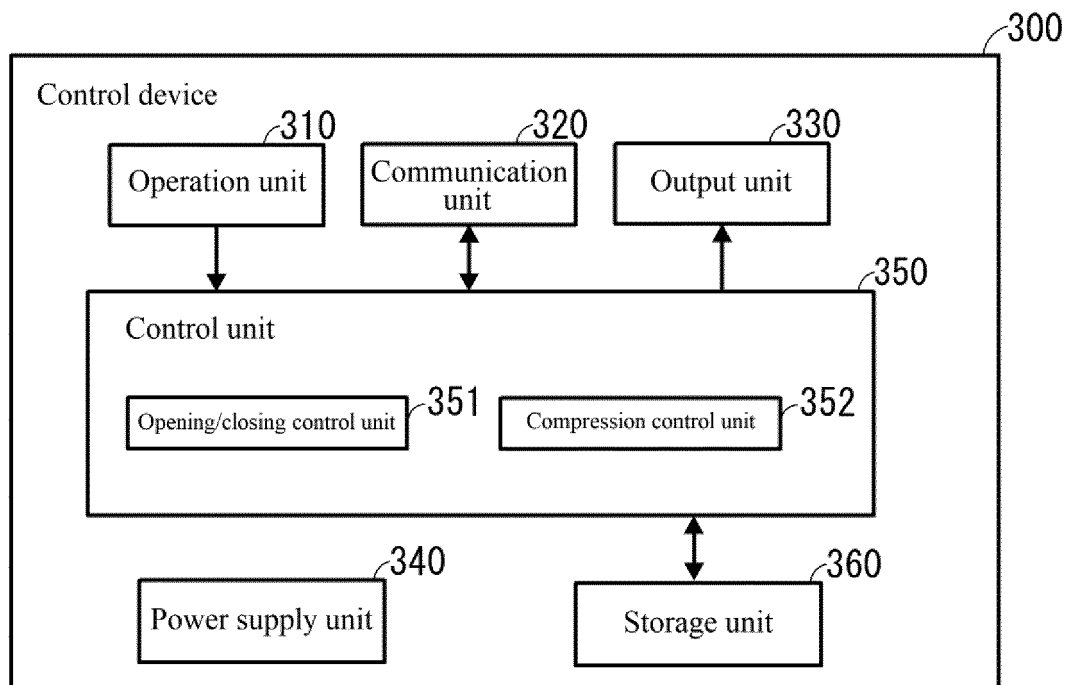 300
Control device
310
320
330
Operation unit
Communication
unit
Output unit
350
Control unit
351
352
Opening/closing control unit
Compression control unit
340
360
Power supply unit
Storage unit